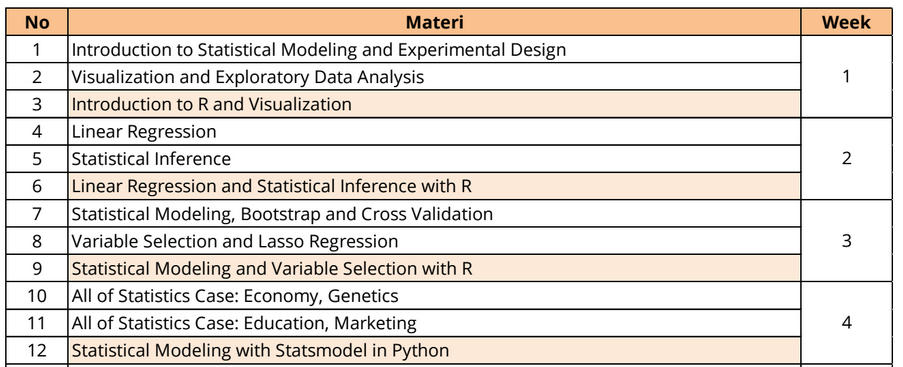 No Materi Week
1 Introduction to Statistical Modeling and Experimental Design
2 Visualization and Exploratory Data Analysis 1
3 Introduction to R and Visualization
4 Linear Regression
5 Statistical Inference 2
6 Linear Regression and Statistical Inference with R
7 Statistical Modeling, Bootstrap and Cross Validation
8 Variable Selection and Lasso Regression 3
9 Statistical Modeling and Variable Selection with R
10 All of Statistics Case: Economy, Genetics
11 All of Statistics Case: Education, Marketing 4
12 Statistical Modeling with Statsmodel in Python